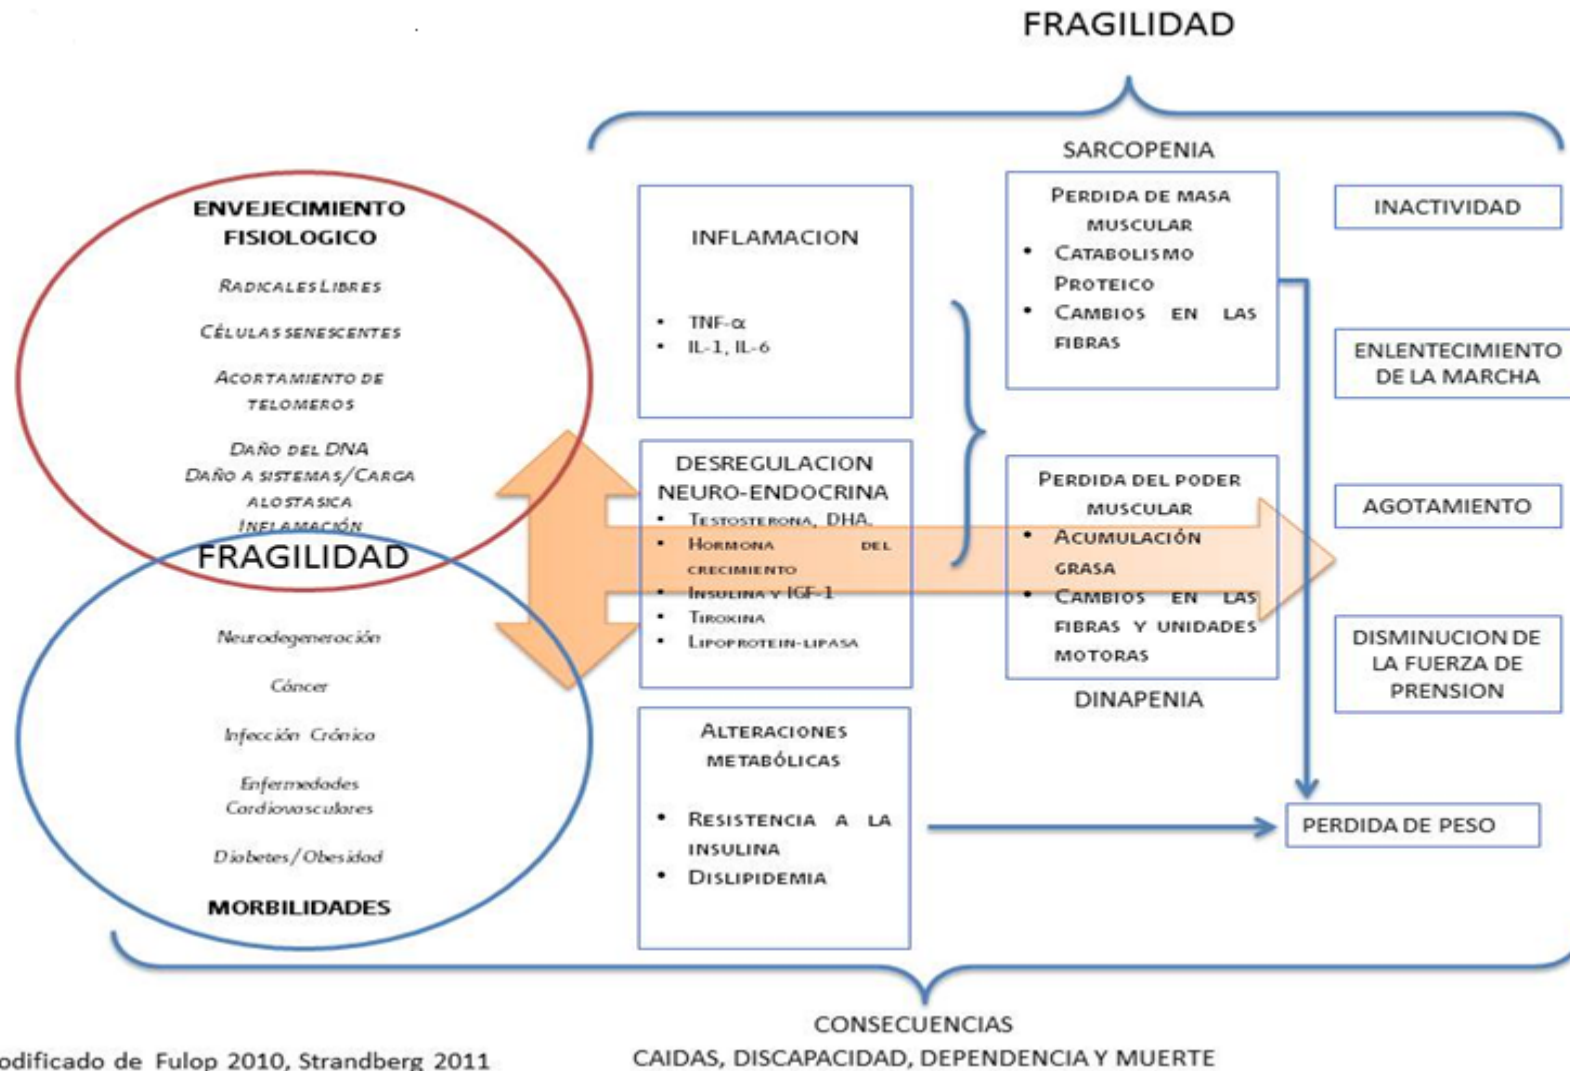 FRAGILIDAD
ENVEJECIMIENTO
FISIOLOGICO
RADICALES LIBRES
CÉLULAS SENESCENTES
ACORTAMIENTO DE
TELOMEROS
DAÑO DEL DNA
DAÑO A SISTEMAS/CARGA
ALOSTASICA
INFLAMACIÓN
FRAGILIDAD
Neurodegeneración
Cáncer
Infección Crónica
Enfermedades
Cardiovasculares
Diabetes/Obesidad
MORBILIDADES
INFLAMACION
• TNF-α
• IL-1, IL-6
DESREGULACION
NEURO-ENDOCRINA
• TESTOSTERONA, DHA.
• HORMONA DEL
CRECIMIENTO
• INSULINA Y IGF-1
• TIROXINA
• LIPOPROTEIN-LIPASA
ALTERACIONES
METABÓLICAS
• RESISTENCIA A LA
INSULINA
• DISLIPIDEMIA
SARCOPENIA
PERDIDA DE MASA
MUSCULAR
• CATABOLISMO
PROTEICO
• CAMBIOS EN LAS
FIBRAS
PERDIDA DEL PODER
MUSCULAR
• ACUMULACIÓN
GRASA
• CAMBIOS EN LAS
FIBRAS Y UNIDADES
MOTORAS
DINAPENIA
INACTIVIDAD
ENLENTECIMIENTO
DE LA MARCHA
AGOTAMIENTO
DISMINUCION DE
LA FUERZA DE
PRENSION
PERDIDA DE PESO
CONSECUENCIAS
CAIDAS, DISCAPACIDAD, DEPENDENCIA Y MUERTE
odificado de Fulop 2010, Strandberg 2011